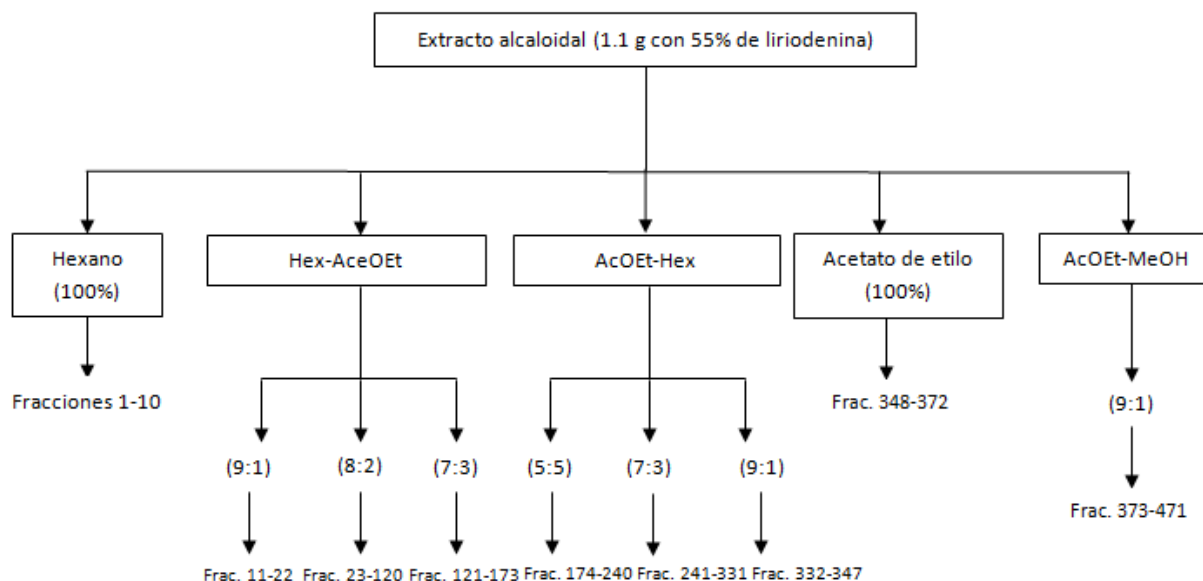 Extracto alcaloidal (1.1 g con 55% de liriodenina)
Hexano
(100%)
Hex-AceOEt
AcOEt-Hex
Acetato de etilo
(100%)
AcOEt-MeOH
Fracciones 1-10
Frac. 348-372
(9:1)
(9:1)
(8:2)
(7:3)
(5:5)
(7:3)
(9:1)
Frac. 373-471
Frac. 11-22
Frac. 23-120
Frac. 121-173
Frac. 174-240
Frac. 241-331
Frac. 332-347